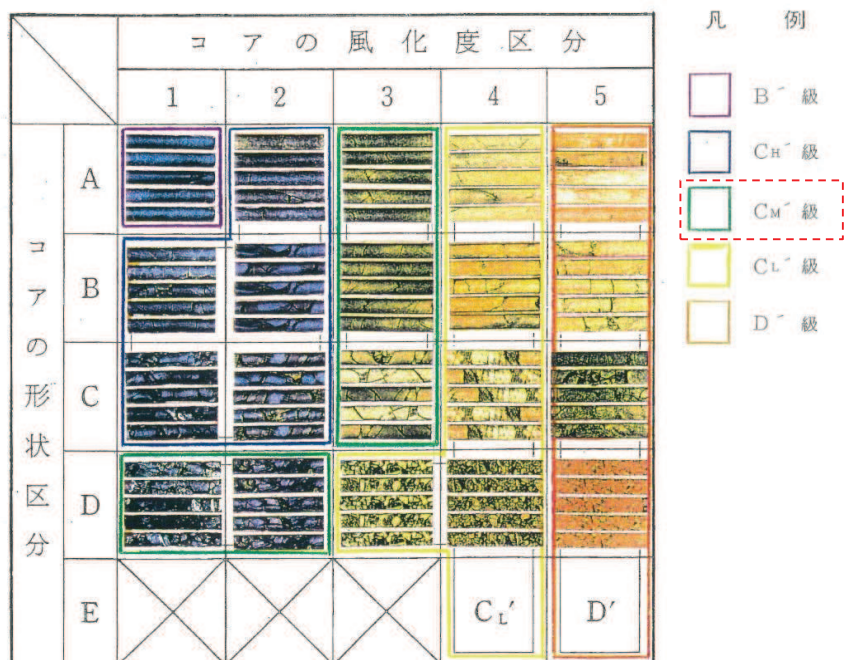 コアの風化度区分
1 2 3 4 5
コアの形状区分
A
B
C
D
E CL′ D′
凡例
B′級
CH′級
CM′級
CL′級
D′級